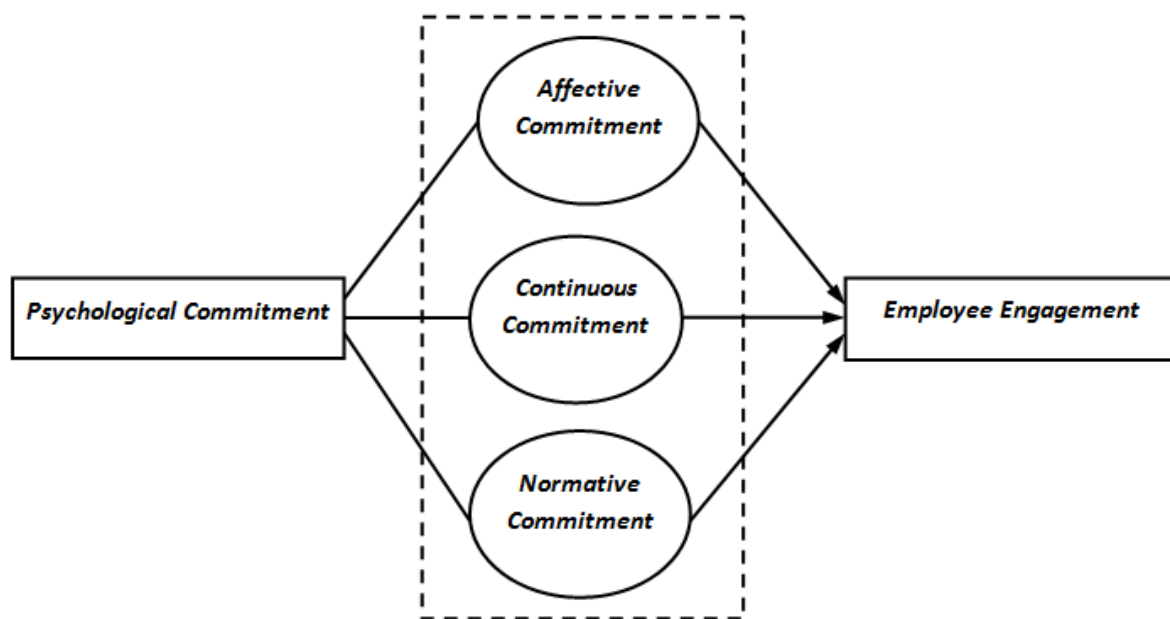 Affective
Commitment
Psychological Commitment
Continuous
Commitment
Employee Engagement
Normative
Commitment